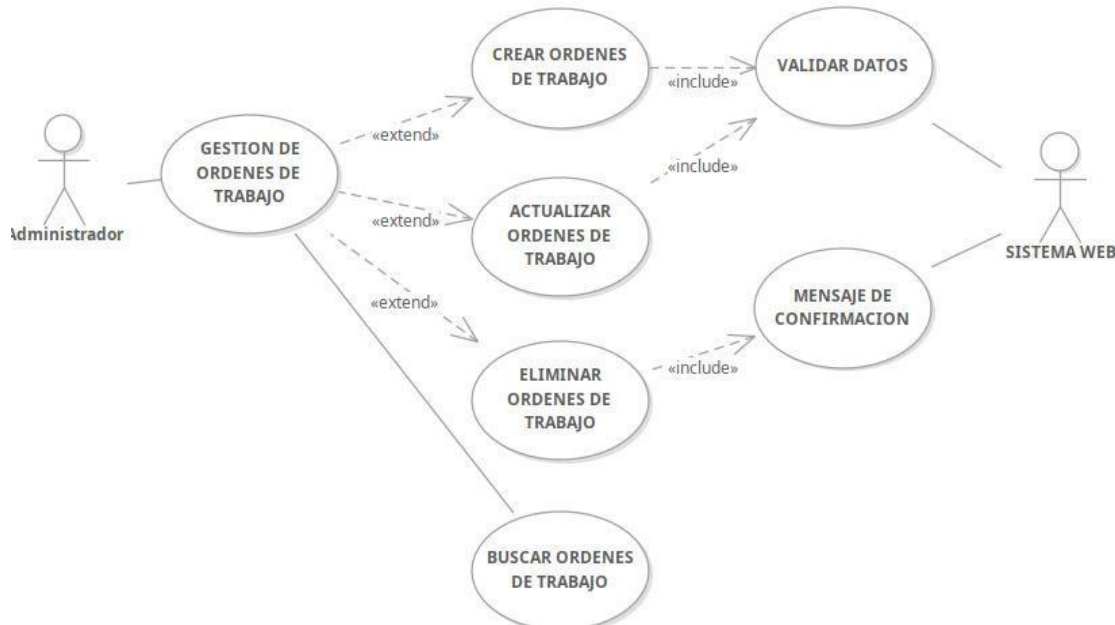 CREAR ORDENES
DE TRABAJO
«include»
VALIDAR DATOS
«extend»
GESTION DE
ORDENES DE
TRABAJO
Administrador
«include»
«extend»
ACTUALIZAR
ORDENES DE
TRABAJO
SISTEMA WEB
«extend»
MENSAJE DE
CONFIRMACION
«include»
ELIMINAR
ORDENES DE
TRABAJO
BUSCAR ORDENES
DE TRABAJO